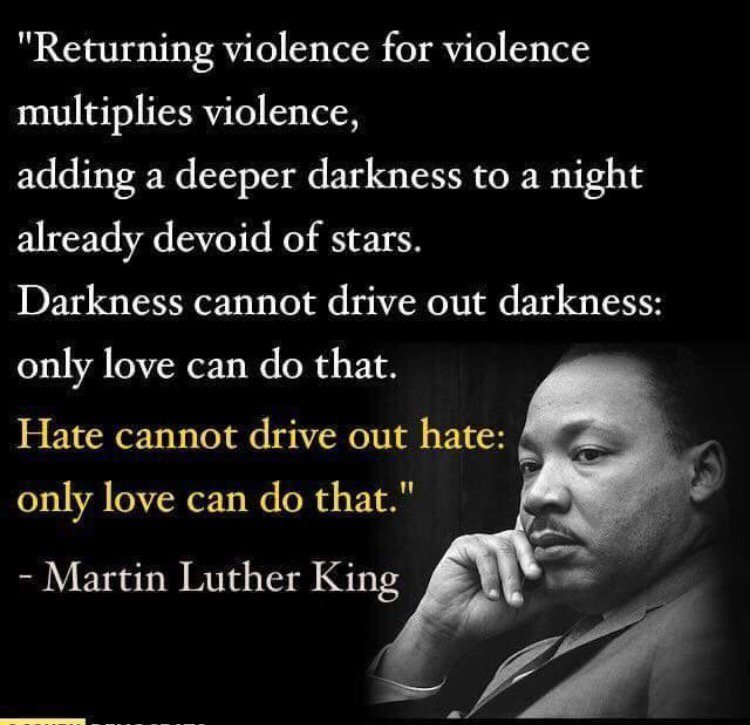 "Returning violence for violence
multiplies violence,
adding a deeper darkness to a night
already devoid of stars.
Darkness cannot drive out darkness:
only love can do that.
Hate cannot drive out hate:
only love can do that."
- Martin Luther King